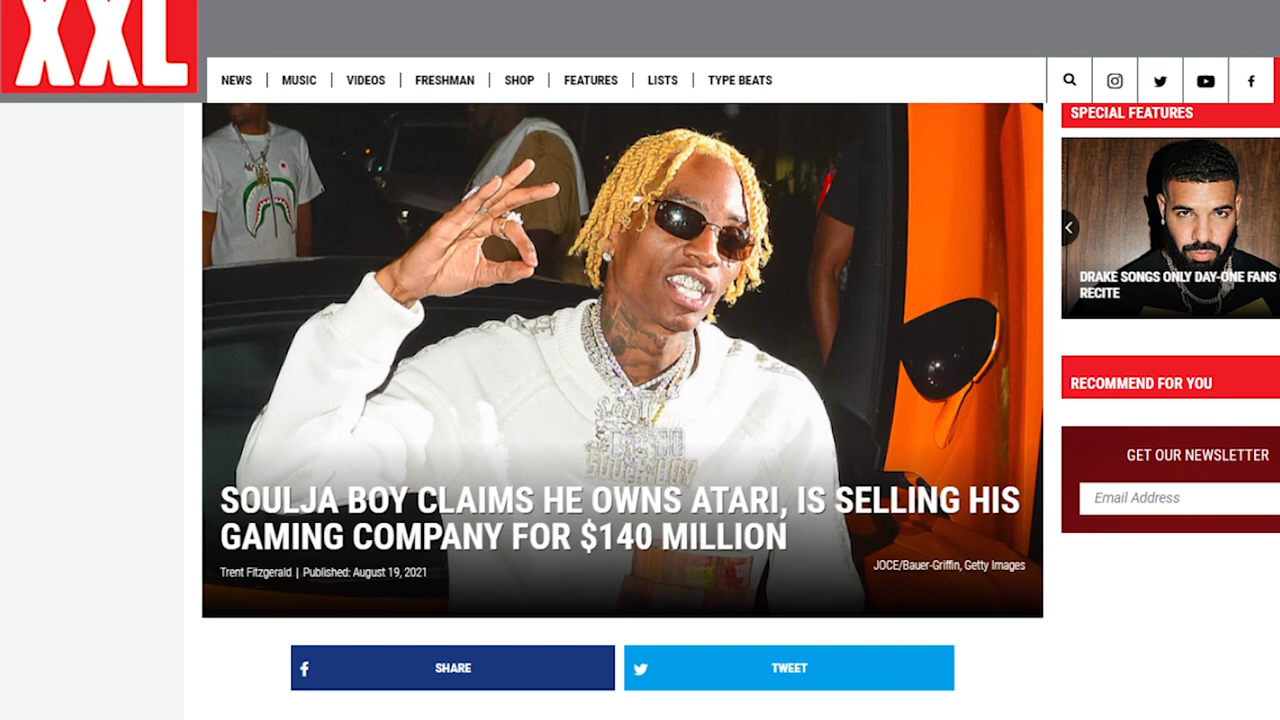 XXL
NEWS
MUSIC
VIDEOS
FRESHMAN
SHOP
FEATURES
LISTS
TYPE BEATS
SPECIAL FEATURES
DRAKE SONGS ONLY DAY-ONE FANS
RECITE
SOULJA BOY CLAIMS HE OWNS ATARI, IS SELLING HIS
GAMING COMPANY FOR $140 MILLION
Trent Fitzgerald | Published: August 19, 2021
JOCE/Bauer-Griffin, Getty Images
RECOMMEND FOR YOU
GET OUR NEWSLETTER
Email Address
SHARE
TWEET